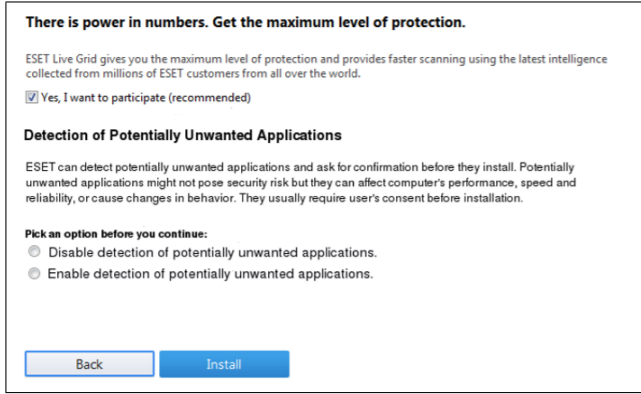 There is power in numbers. Get the maximum level of protection.
ESET Live Grid gives you the maximum level of protection and provides faster scanning using the latest intelligence
collected from millions of ESET customers from all over the world.
Yes, I want to participate (recommended)
Detection of Potentially Unwanted Applications
ESET can detect potentially unwanted applications and ask for confirmation before they install. Potentially
unwanted applications might not pose security risk but they can affect computer's performance, speed and
reliability, or cause changes in behavior. They usually require user's consent before installation.
Pick an option before you continue:
Disable detection of potentially unwanted applications.
Enable detection of potentially unwanted applications.
Back
Install